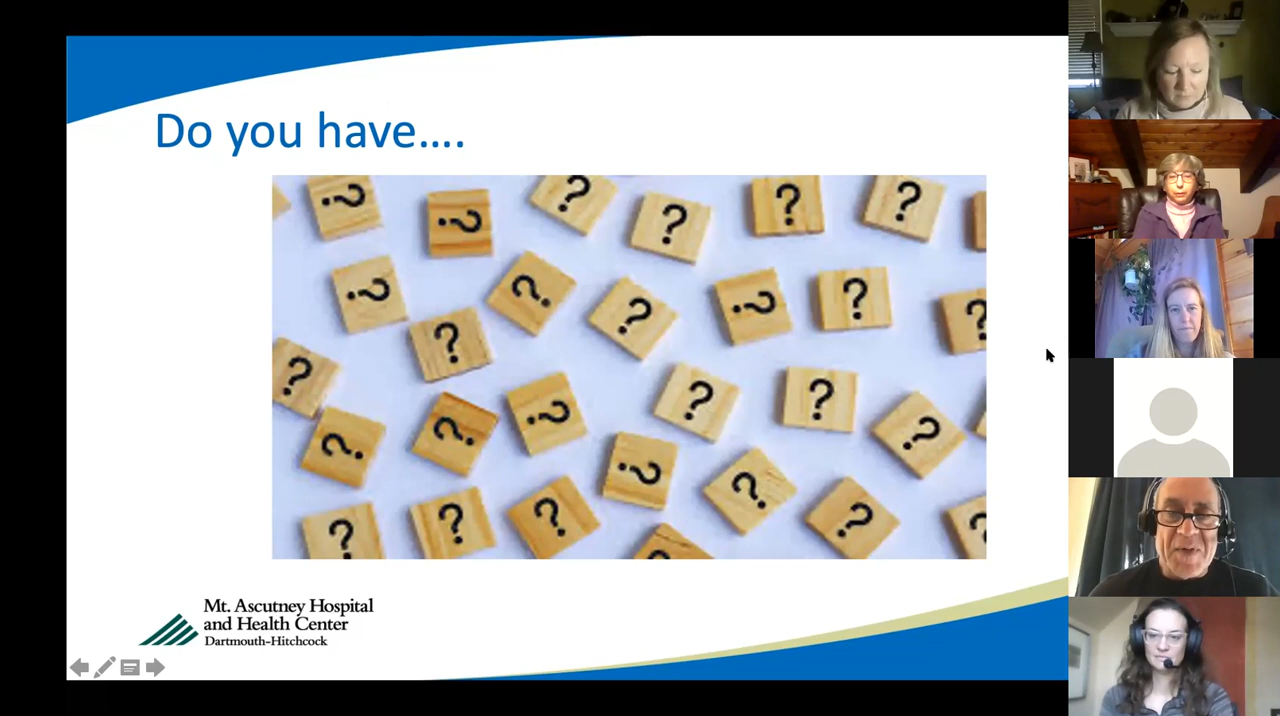 Do you have....
? ? ? ? ? ?
? ? ? ? ? ? ?
? ? ? ? ?
? ? ? ? ?
? ? ? ? ? ? ?
Mt. Ascutney Hospital
and Health Center
Dartmouth-Hitchcock